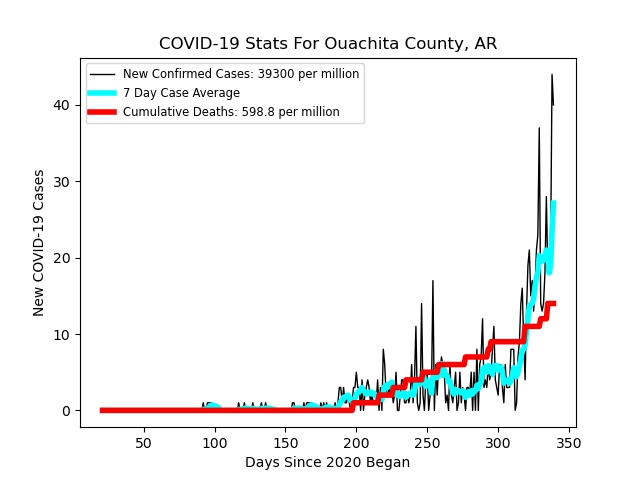 COVID-19 Stats For Ouachita County, AR
New Confirmed Cases: 39300 per million
7 Day Case Average
Cumulative Deaths: 598.8 per million
New COVID-19 Cases
40
30
20
10
0
50 100 150 200 250 300 350
Days Since 2020 Began